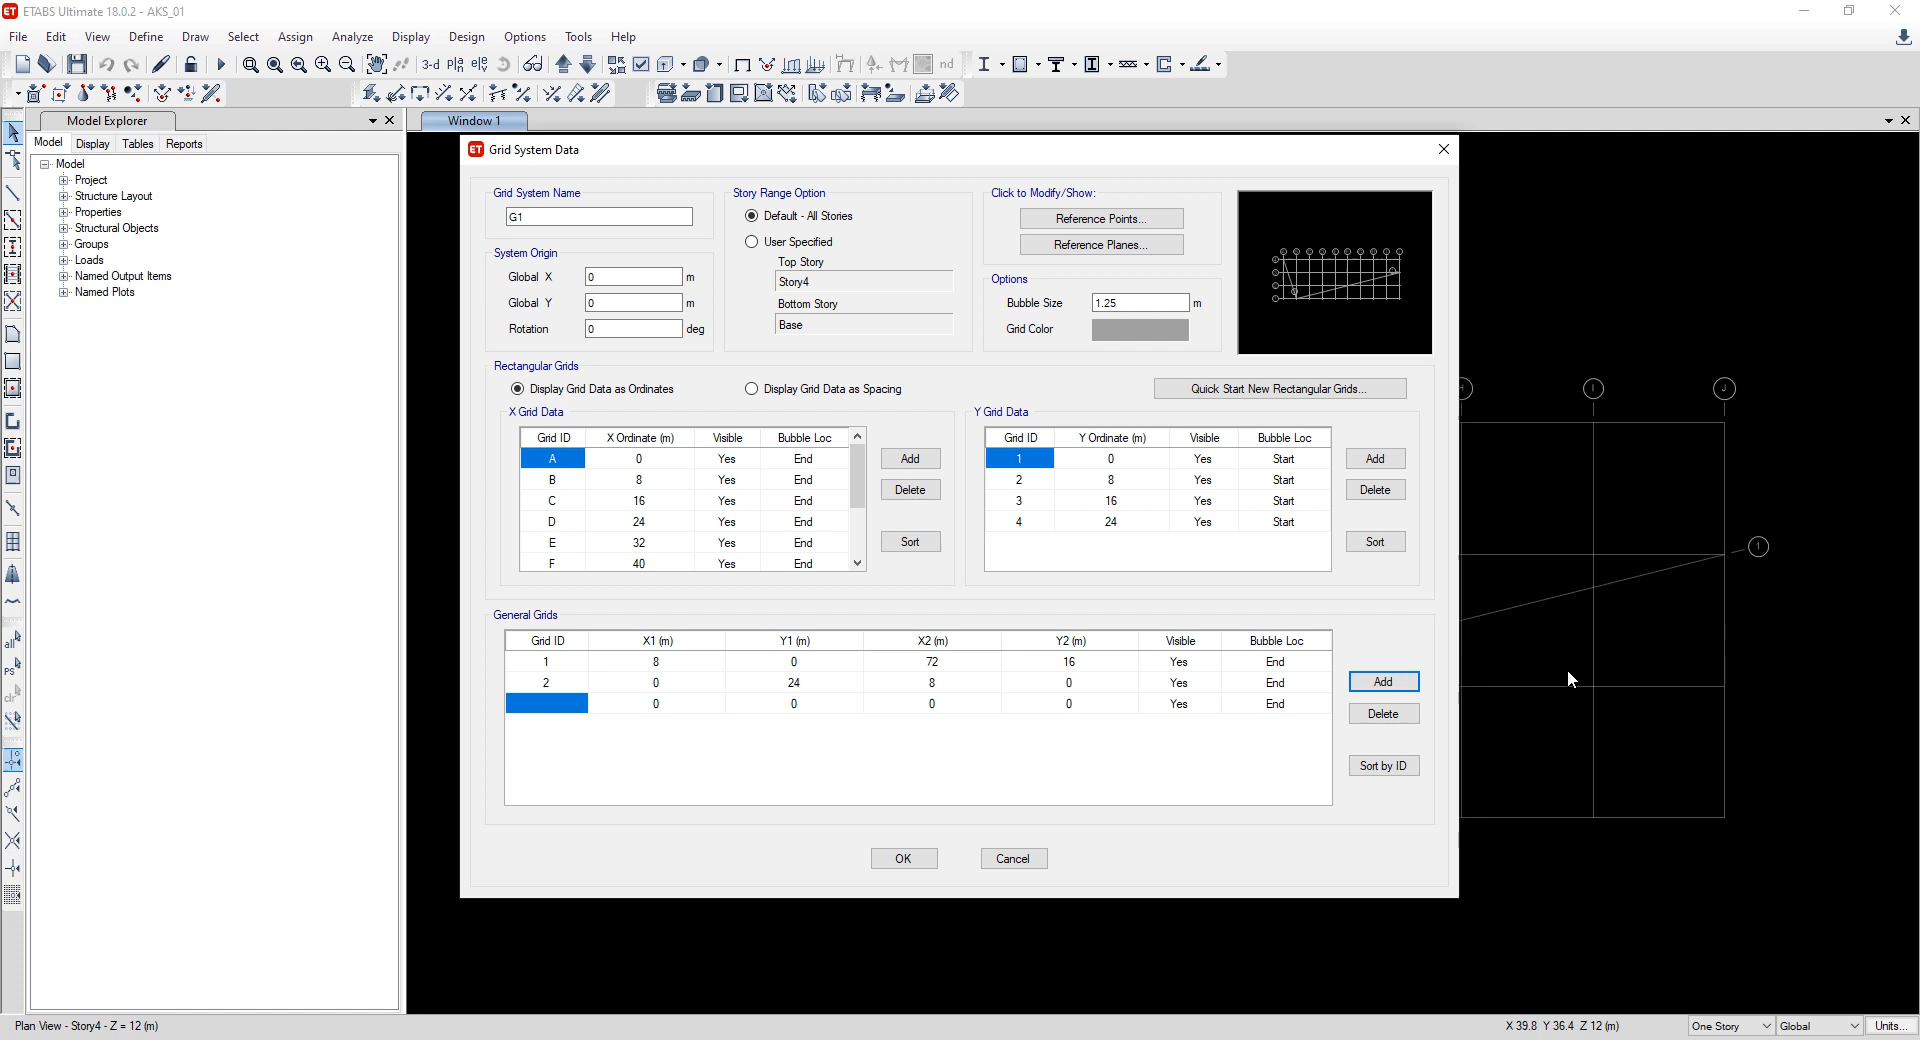 ETABS Ultimate 18.0.2 - AKS_01
File Edit View Define Draw Select Assign Analyze Display Design Options Tools Help
3-d pla ele nd
Model Explorer
Window 1
Model Display Tables Reports
Model
Project
Structure Layout
Properties
Structural Objects
Groups
Loads
Named Output Items
Named Plots
all
PS
clr
ET Grid System Data
Grid System Name
G1
System Origin
Global X 0 m
Global Y 0 m
Rotation 0 deg
Story Range Option
Default - All Stories
User Specified
Top Story
Story4
Bottom Story
Base
Click to Modify/Show:
Reference Points...
Reference Planes...
Options
Bubble Size 1.25 m
Grid Color
Rectangular Grids
Display Grid Data as Ordinates Display Grid Data as Spacing Quick Start New Rectangular Grids...
X Grid Data
Grid ID X Ordinate (m) Visible Bubble Loc
A 0 Yes End
B 8 Yes End
C 16 Yes End
D 24 Yes End
E 32 Yes End
F 40 Yes End
Add
Delete
Sort
Y Grid Data
Grid ID Y Ordinate (m) Visible Bubble Loc
1 0 Yes Start
2 8 Yes Start
3 16 Yes Start
4 24 Yes Start
Add
Delete
Sort
General Grids
Grid ID X1 (m) Y1 (m) X2 (m) Y2 (m) Visible Bubble Loc
1 8 0 72 16 Yes End
2 0 24 8 0 Yes End
0 0 0 0 Yes End
Add
Delete
Sort by ID
OK Cancel
H I J
1
Plan View - Story4 - Z = 12 (m)
X 39.8 Y 36.4 Z 12 (m)
One Story Global Units...